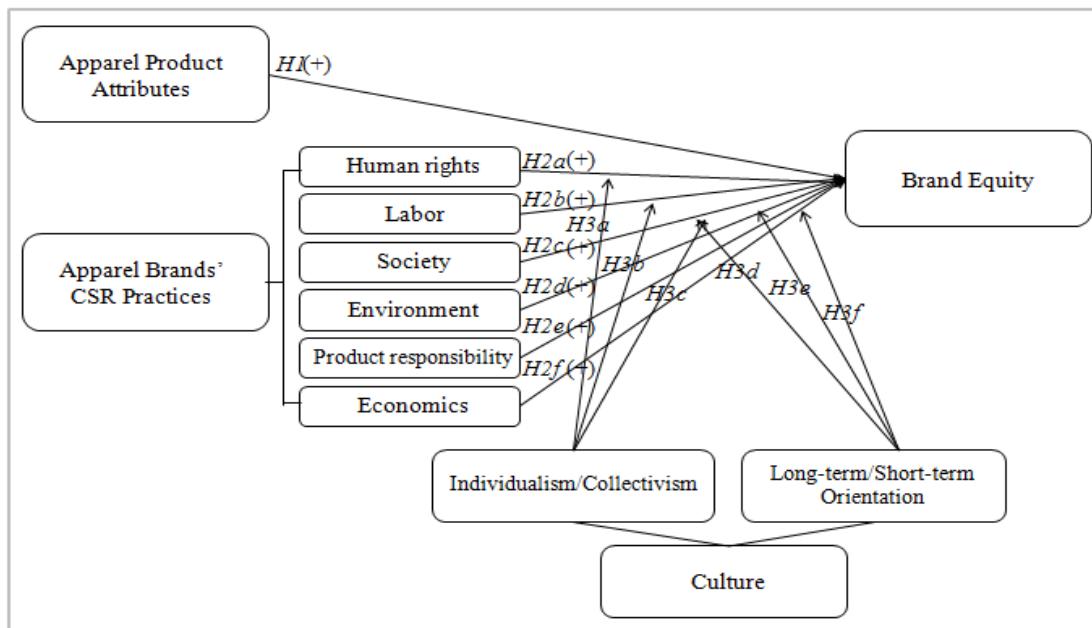 Apparel Product
Attributes
H1(+)
Human rights
H2a(+)
Brand Equity
Labor
H2b(+)
H3a
Apparel Brands’
CSR Practices
Society
H2c(+)
H3b
H3c
H3d
Environment
H2d(+)
H3e
H3f
Product responsibility
H2e(+)
Economics
H2f(+)
Individualism/Collectivism
Long-term/Short-term
Orientation
Culture